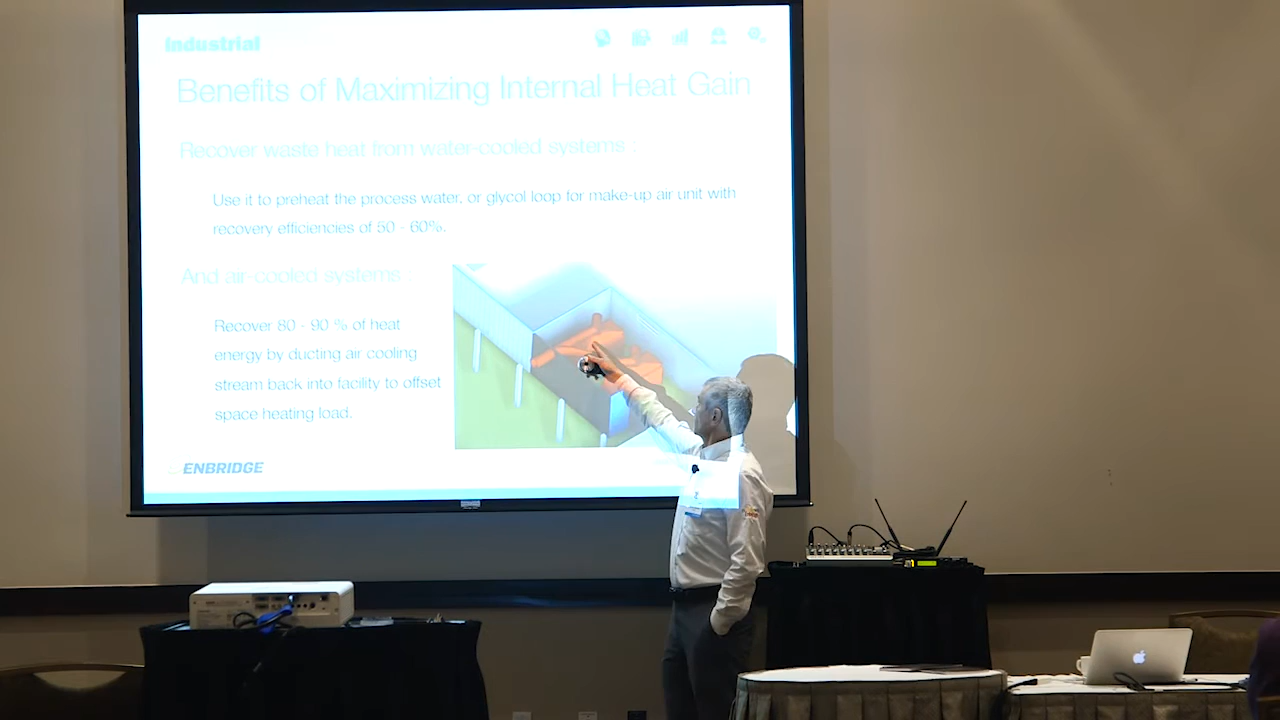 Industrial
Benefits of Maximizing Internal Heat Gain
Recover waste heat from water-cooled systems :
Use it to preheat the process water, or glycol loop for make-up air unit with
recovery efficiencies of 50 - 60%.
And air-cooled systems
Recover 80 - 90 % of heat
energy by ducting air cooling
stream back into facility to offset
space heating load.
ENBRIDGE